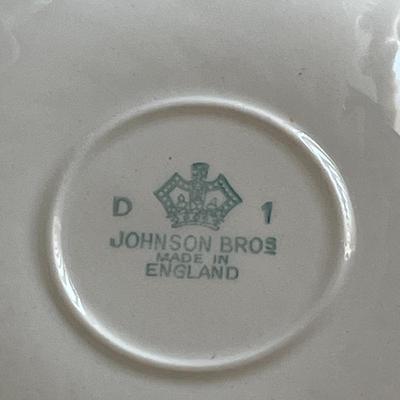 D 1
JOHNSON BROS
MADE IN
ENGLAND